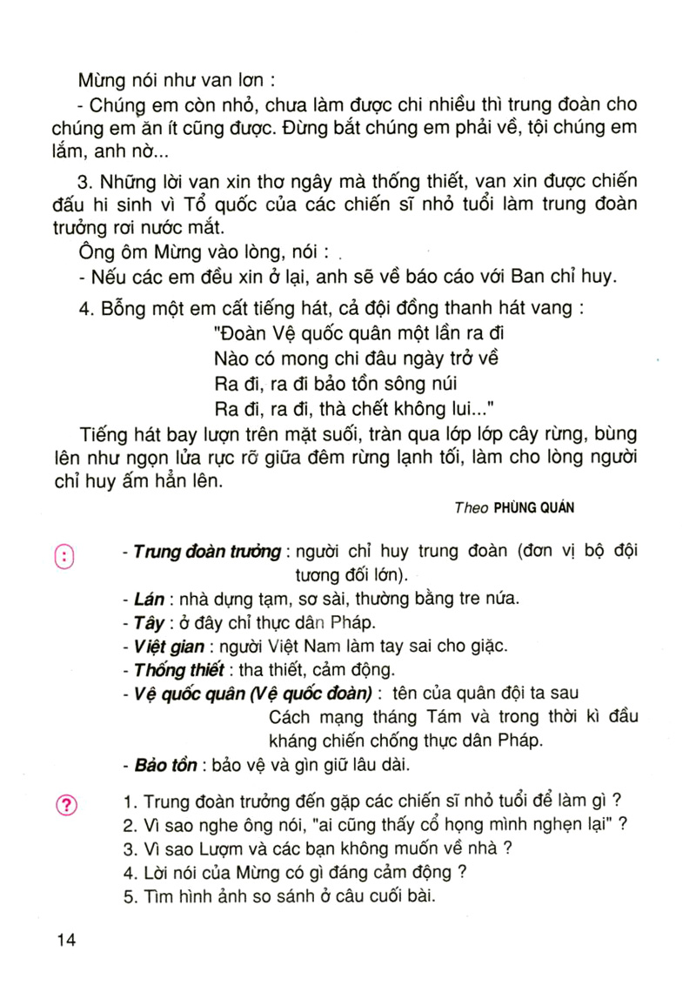 Mừng nói như van lơn :
- Chúng em còn nhỏ, chưa làm được chi nhiều thì trung đoàn cho
chúng em ăn ít cũng được. Đừng bắt chúng em phải về, tội chúng em
lắm, anh nờ...
3. Những lời van xin thơ ngây mà thống thiết, van xin được chiến
đấu hi sinh vì Tổ quốc của các chiến sĩ nhỏ tuổi làm trung đoàn
trưởng rơi nước mắt.
Ông ôm Mừng vào lòng, nói :
- Nếu các em đều xin ở lại, anh sẽ về báo cáo với Ban chỉ huy.
4. Bỗng một em cất tiếng hát, cả đội đồng thanh hát vang :
"Đoàn Vệ quốc quân một lần ra đi
Nào có mong chi đâu ngày trở về
Ra đi, ra đi bảo tồn sông núi
Ra đi, ra đi, thà chết không lui..."
Tiếng hát bay lượn trên mặt suối, tràn qua lớp lớp cây rừng, bùng
lên như ngọn lửa rực rỡ giữa đêm rừng lạnh tối, làm cho lòng người
chỉ huy ấm hẳn lên.
Theo PHÙNG QUÁN
: - Trung đoàn trưởng : người chỉ huy trung đoàn (đơn vị bộ đội
tương đối lớn).
- Lán : nhà dựng tạm, sơ sài, thường bằng tre nứa.
- Tây : ở đây chỉ thực dân Pháp.
- Việt gian : người Việt Nam làm tay sai cho giặc.
- Thống thiết : tha thiết, cảm động.
- Vệ quốc quân (Vệ quốc đoàn) : tên của quân đội ta sau
Cách mạng tháng Tám và trong thời kì đầu
kháng chiến chống thực dân Pháp.
- Bảo tồn : bảo vệ và gìn giữ lâu dài.
? 1. Trung đoàn trưởng đến gặp các chiến sĩ nhỏ tuổi để làm gì ?
2. Vì sao nghe ông nói, "ai cũng thấy cổ họng mình nghẹn lại" ?
3. Vì sao Lượm và các bạn không muốn về nhà ?
4. Lời nói của Mừng có gì đáng cảm động ?
5. Tìm hình ảnh so sánh ở câu cuối bài.
14